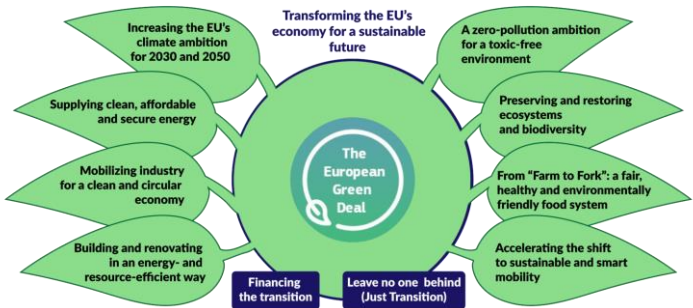 Transforming the EU's
economy for a sustainable
future
Increasing the EU's
climate ambition
for 2030 and 2050
Supplying clean, affordable
and secure energy
Mobilizing industry
for a clean and circular
economy
Building and renovating
in an energy- and
resource-efficient way
The
European
Green
Deal
A zero-pollution ambition
for a toxic-free
environment
Preserving and restoring
ecosystems
and biodiversity
From “Farm to Fork”: a fair,
healthy and environmentally
friendly food system
Accelerating the shift
to sustainable and smart
mobility
Financing
the transition
Leave no one behind
(Just Transition)